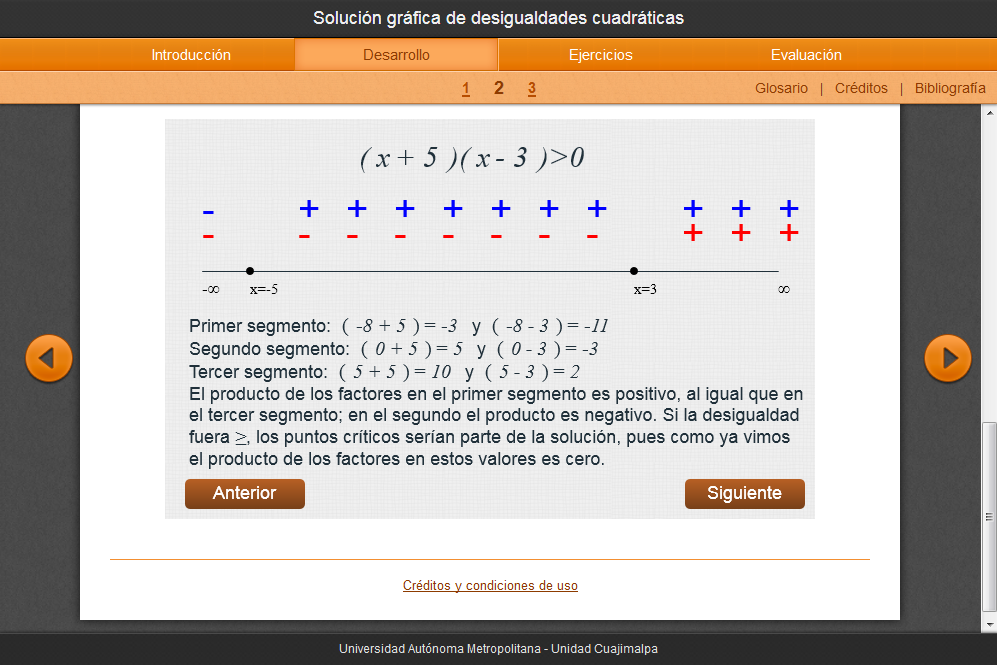 Solución gráfica de desigualdades cuadráticas
Introducción Desarrollo Ejercicios Evaluación
1 2 3 Glosario | Créditos | Bibliografía
( x + 5 )( x - 3 )>0
- + + + + + + + + + +
- - - - - - - - + + +
-∞ x=-5 x=3 ∞
Primer segmento: ( -8 + 5 ) = -3 y ( -8 - 3 ) = -11
Segundo segmento: ( 0 + 5 ) = 5 y ( 0 - 3 ) = -3
Tercer segmento: ( 5 + 5 ) = 10 y ( 5 - 3 ) = 2
El producto de los factores en el primer segmento es positivo, al igual que en
el tercer segmento; en el segundo el producto es negativo. Si la desigualdad
fuera ≥, los puntos críticos serían parte de la solución, pues como ya vimos
el producto de los factores en estos valores es cero.
Anterior Siguiente
Créditos y condiciones de uso
Universidad Autónoma Metropolitana - Unidad Cuajimalpa